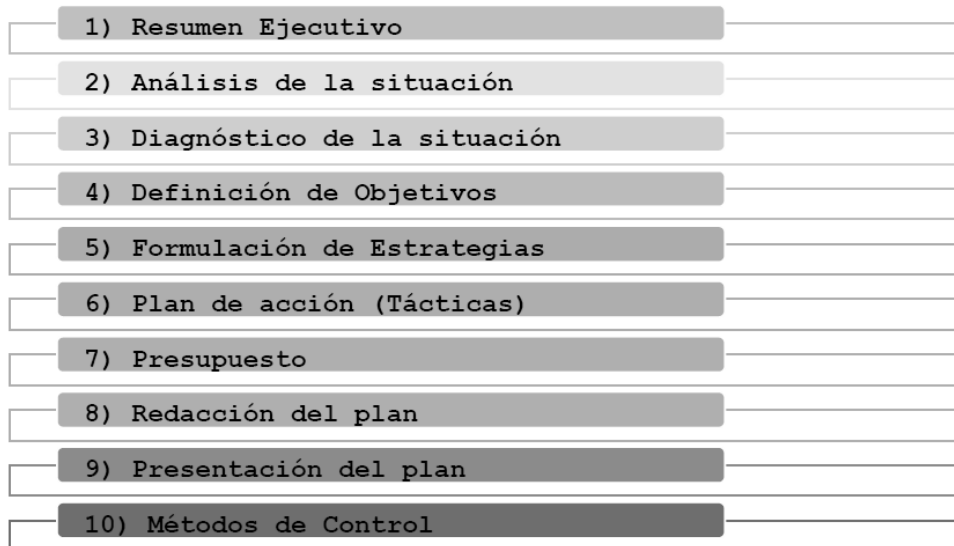 1) Resumen Ejecutivo
2) Análisis de la situación
3) Diagnóstico de la situación
4) Definición de Objetivos
5) Formulación de Estrategias
6) Plan de acción (Tácticas)
7) Presupuesto
8) Redacción del plan
9) Presentación del plan
10) Métodos de Control